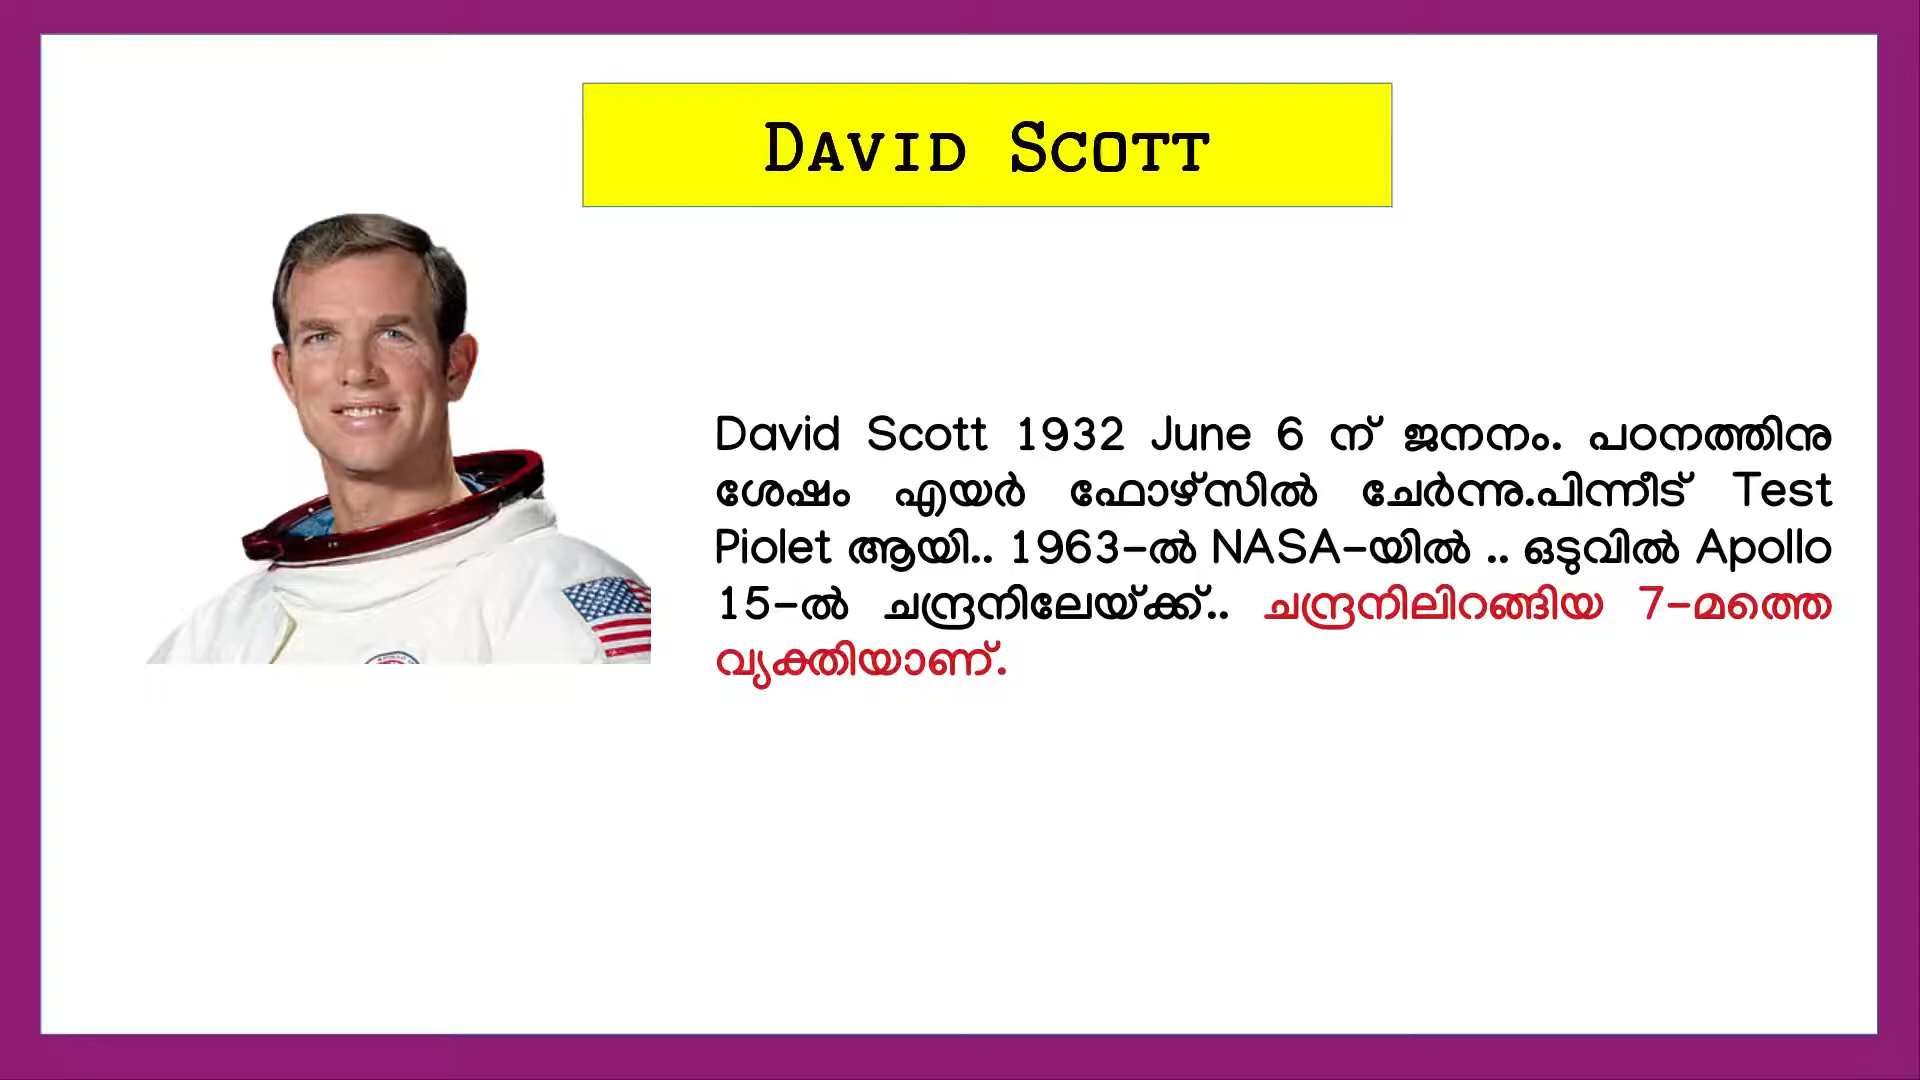 David Scott
David Scott 1932 June 6 ന് ജനനം. പഠനത്തിനു
ശേഷം എയർ ഫോഴ്സിൽ ചേർന്നു.പിന്നീട് Test
Piolet ആയി.. 1963-ൽ NASA-യിൽ .. ഒടുവിൽ Apollo
15-ൽ ചന്ദ്രനിലേയ്ക്ക്.. ചന്ദ്രനിലിറങ്ങിയ 7-മത്തെ
വ്യക്തിയാണ്.